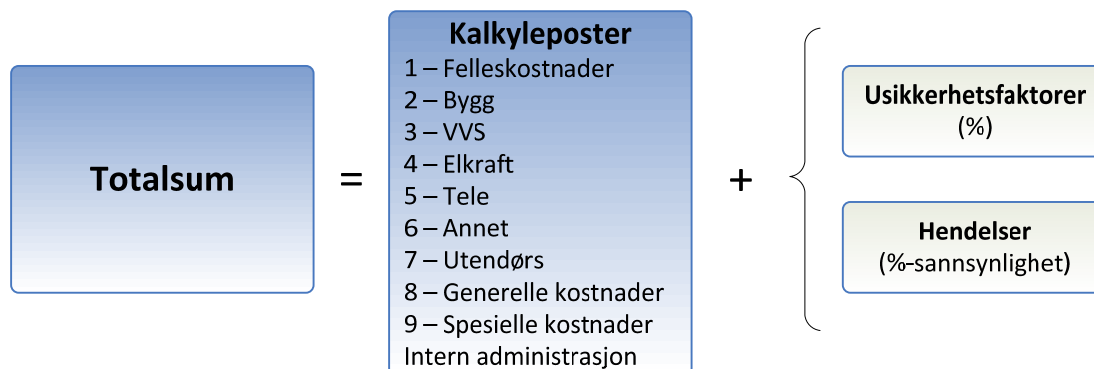 Totalsum
=
Kalkyleposter
1 – Felleskostnader
2 – Bygg
3 – VVS
4 – Elkraft
5 – Tele
6 – Annet
7 – Utendørs
8 – Generelle kostnader
9 – Spesielle kostnader
Intern administrasjon
+
Usikkerhetsfaktorer
(%)
Hendelser
(%-sannsynlighet)